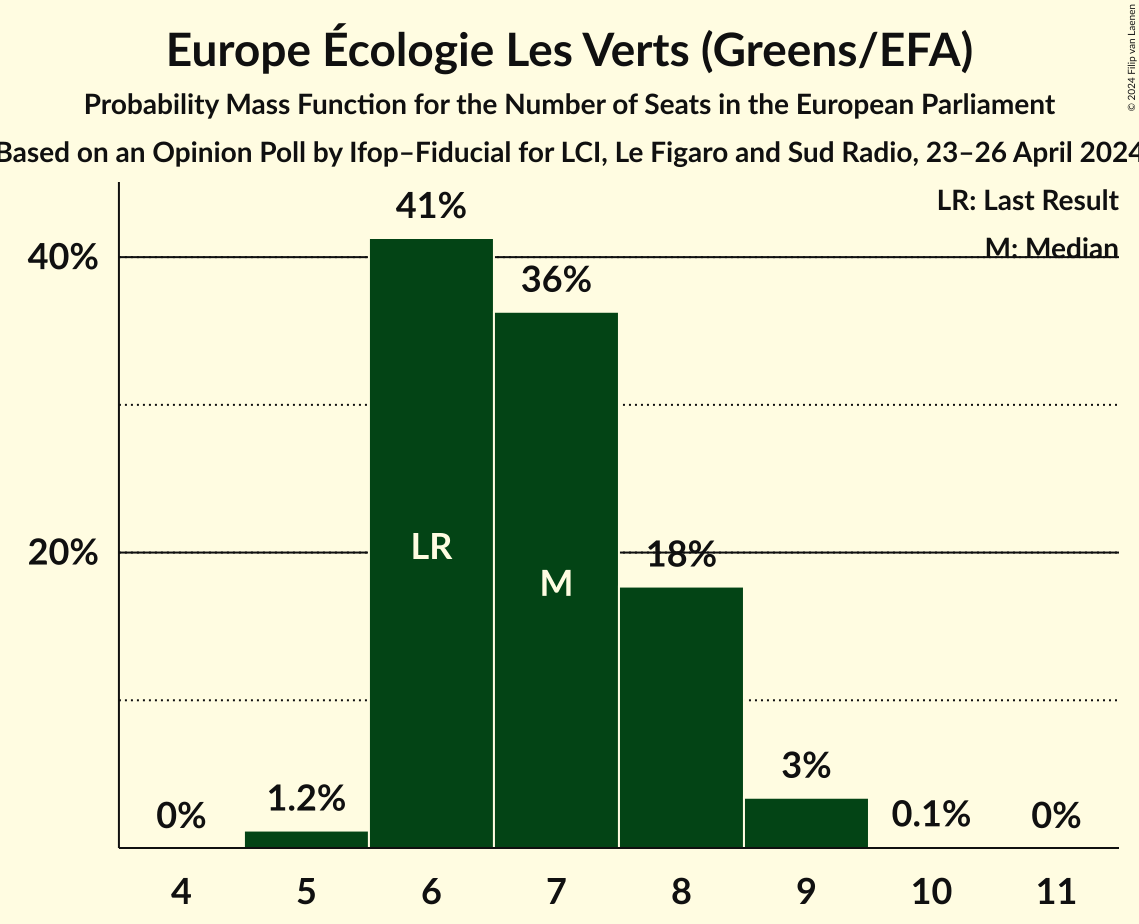 Europe Écologie Les Verts (Greens/EFA)
Probability Mass Function for the Number of Seats in the European Parliament
Based on an Opinion Poll by Ifop–Fiducial for LCI, Le Figaro and Sud Radio, 23–26 April 2024
© 2024 Filip van Laenen
LR: Last Result
M: Median
41%
40%
36%
LR
M
20%
18%
3%
1.2%
0%
0.1%
0%
4 5 6 7 8 9 10 11